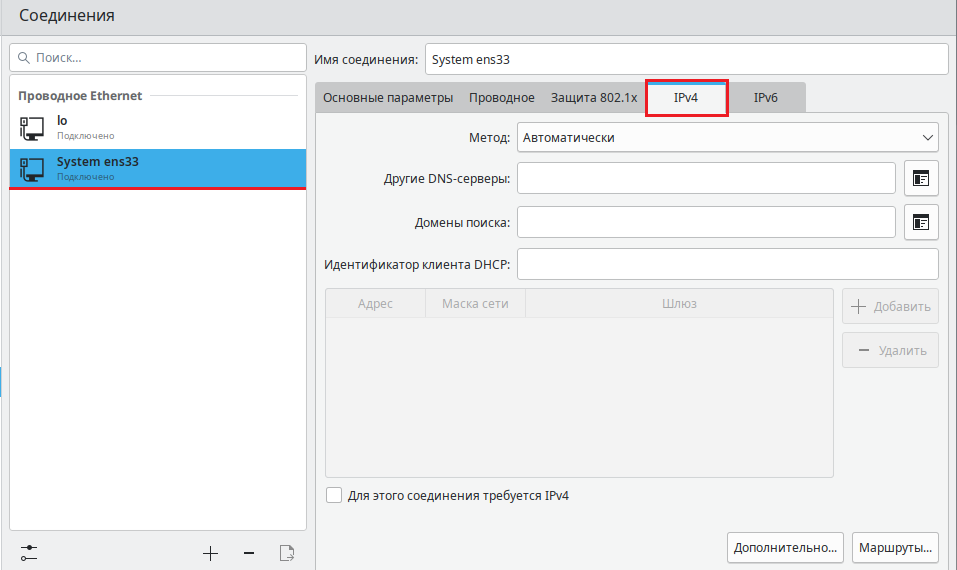 Соединения
Поиск...
Имя соединения: System ens33
Проводное Ethernet
lo
Подключено
System ens33
Подключено
Основные параметры Проводное Защита 802.1x IPv4 IPv6
Метод: Автоматически
Другие DNS-серверы:
Домены поиска:
Идентификатор клиента DHCP:
Адрес Маска сети Шлюз
Добавить
Удалить
Для этого соединения требуется IPv4
Дополнительно... Маршруты...